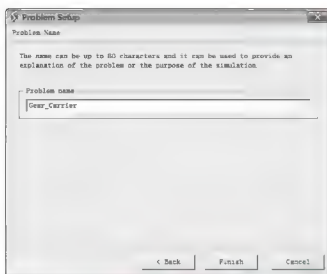 Problem Setup
Problem Name
The name can be up to 80 characters and it can be used to provide an
explanation of the problem or the purpose of the simulation.
Problem name
Gear_Carrier
< Back Finish Cancel